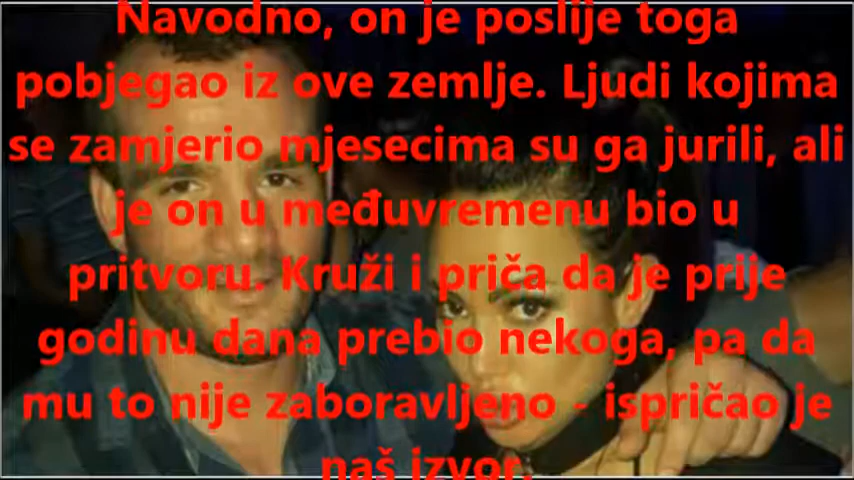 Navodno, on je poslije toga
pobjegao iz ove zemlje. Ljudi kojima
se zamjerio mjesecima su ga jurili, ali
je on u međuvremenu bio u
pritvoru. Kruži i priča da je prije
godinu dana prebio nekoga, pa da
mu to nije zaboravljeno - ispričao je
naš izvor.